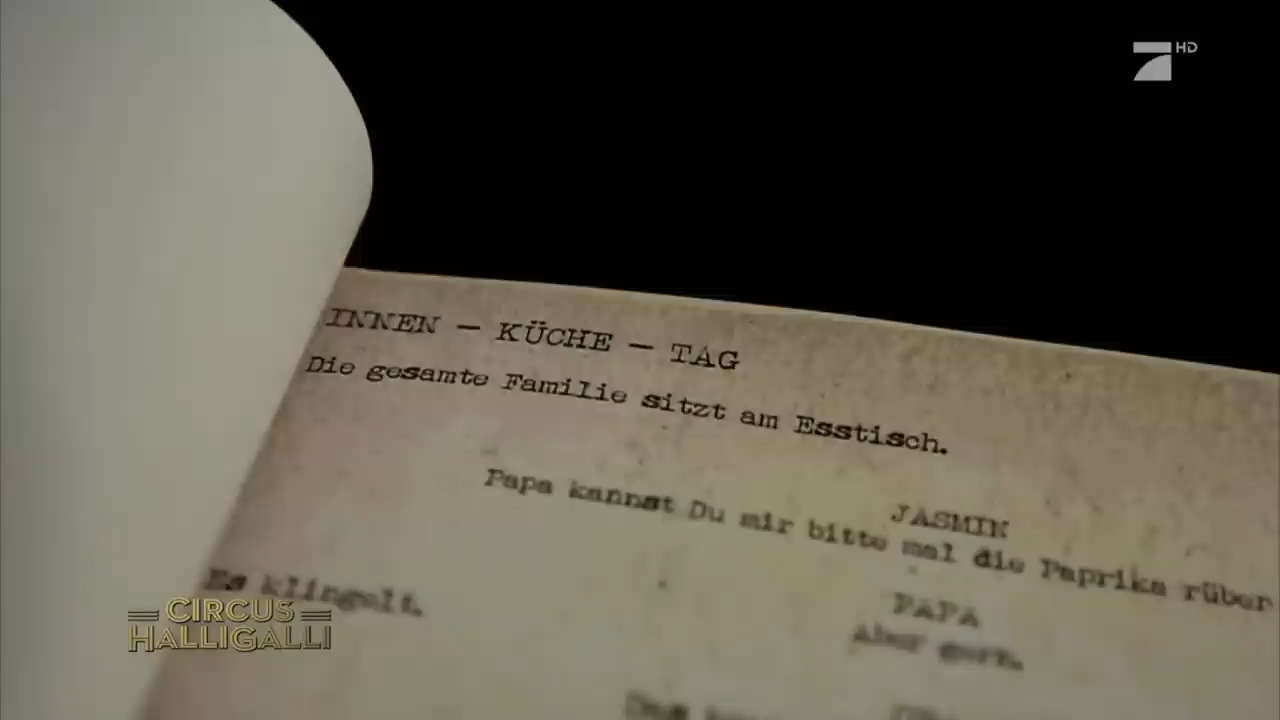 HD
INNEN — KÜCHE — TAG
Die gesamte Familie sitzt am Esstisch.
JASMIN
Papa kannst Du mir bitte mal die Paprika rüber
PAPA
Aber gern.
Es klingelt.
CIRCUS
HALLIGALLI